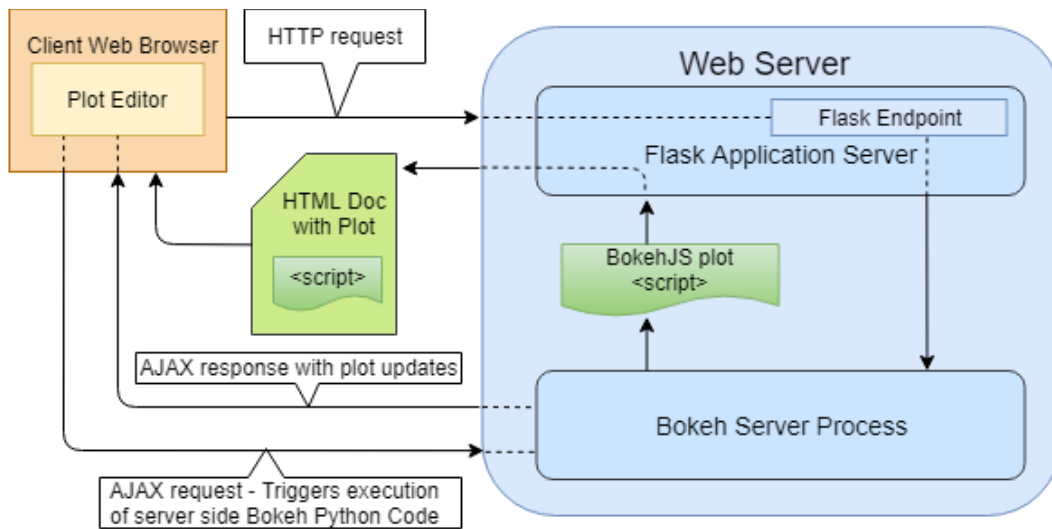 Client Web Browser
Plot Editor
HTTP request
Web Server
Flask Endpoint
Flask Application Server
HTML Doc
with Plot
<script>
BokehJS plot
<script>
AJAX response with plot updates
Bokeh Server Process
AJAX request - Triggers execution
of server side Bokeh Python Code